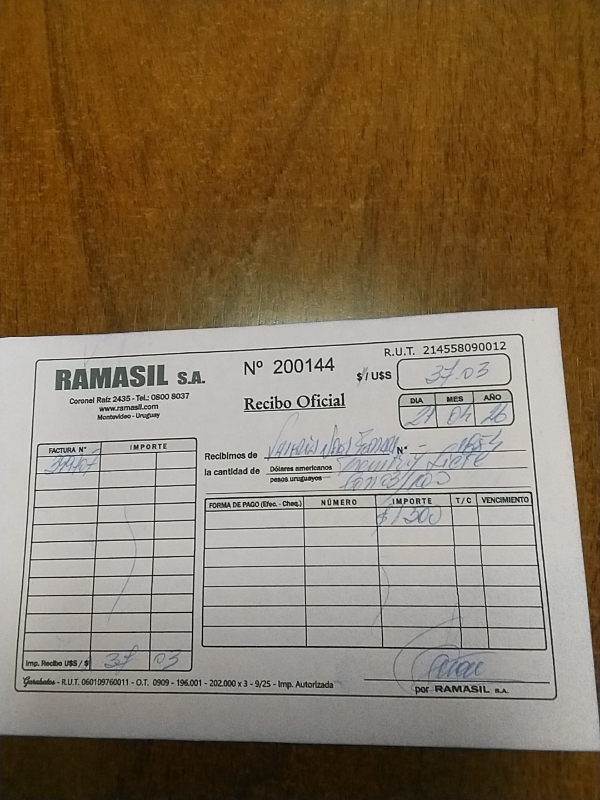 R.U.T. 214558090012
RAMASIL S.A.
Nº 200144
$/U$S 37.03
Coronel Raíz 2435 - Tel.: 0800 8037
www.ramasil.com
Montevideo - Uruguay
Recibo Oficial
DIA MES AÑO
21 04 26
FACTURA Nº IMPORTE
Recibimos de Nº -
la cantidad de Dólares americanos
pesos uruguayos
FORMA DE PAGO (Efec. - Cheq.) NÚMERO IMPORTE T/C VENCIMIENTO
$1500
Imp. Recibo U$S / $ 37 03
Garabatos - R.U.T. 060109760011 - O.T. 0909 - 196.001 - 202.000 x 3 - 9/25 - Imp. Autorizada
por RAMASIL S.A.